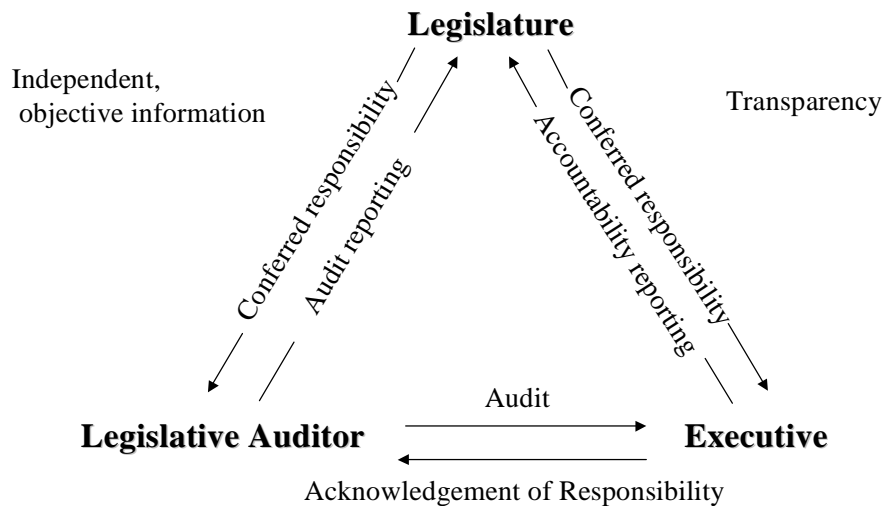 Legislature
Independent,
objective information
Transparency
Conferred responsibility
Audit reporting
Accountability reporting
Conferred responsibility
Audit
Legislative Auditor
Executive
Acknowledgement of Responsibility